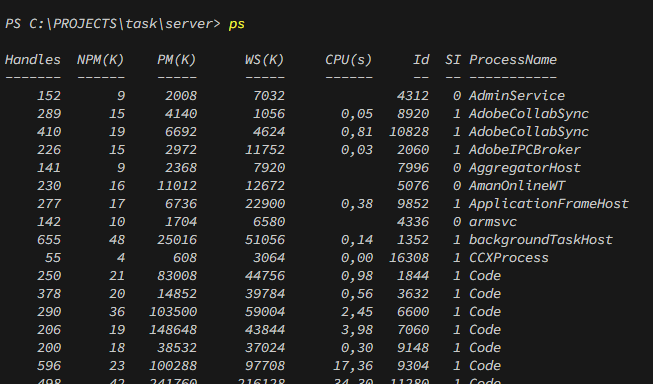 PS C:\PROJECTS\task\server> ps
Handles NPM(K) PM(K) WS(K) CPU(s) Id SI ProcessName
------- ------ ----- ----- ------ -- -- -----------
152 9 2008 7032 4312 0 AdminService
289 15 4140 1056 0,05 8920 1 AdobeCollabSync
410 19 6692 4624 0,81 10828 1 AdobeCollabSync
226 15 2972 11752 0,03 2060 1 AdobeIPCBroker
141 9 2368 7920 7996 0 AggregatorHost
230 16 11012 12672 5076 0 AmanOnlineWT
277 17 6736 22900 0,38 9852 1 ApplicationFrameHost
142 10 1704 6580 4336 0 armsvc
655 48 25016 51056 0,14 1352 1 backgroundTaskHost
55 4 608 3064 0,00 16308 1 CCXProcess
250 21 83008 44756 0,98 1844 1 Code
378 20 14852 39784 0,56 3632 1 Code
290 36 103500 59004 2,45 6600 1 Code
206 19 148648 43844 3,98 7060 1 Code
200 18 38532 37024 0,30 9148 1 Code
596 23 100288 97708 17,36 9304 1 Code
498 42 241760 216128 34,30 11280 1 Code